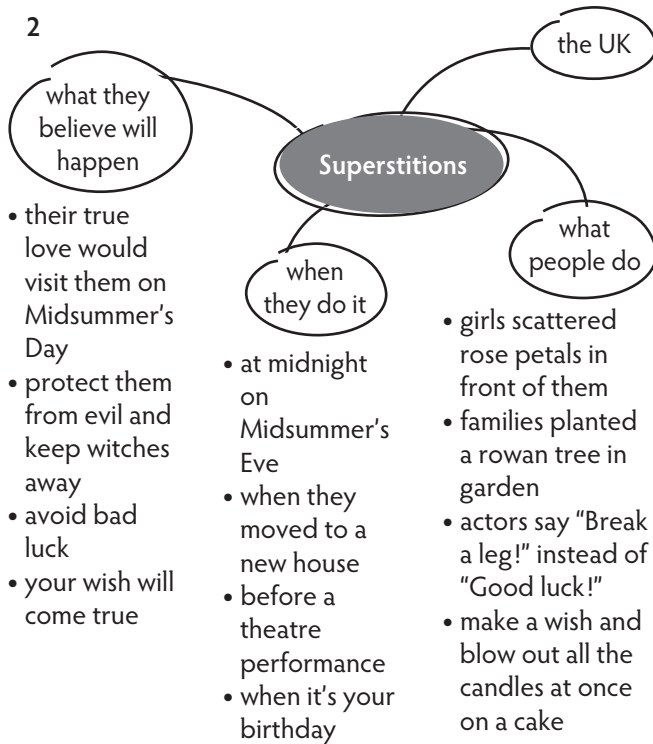 2
the UK
what they
believe will
happen
Superstitions
when
they do it
what
people do
• their true
love would
visit them on
Midsummer's
Day
• protect them
from evil and
keep witches
away
• avoid bad
luck
• your wish will
come true
• at midnight
on
Midsummer's
Eve
• when they
moved to a
new house
• before a
theatre
performance
• when it's your
birthday
• girls scattered
rose petals in
front of them
• families planted
a rowan tree in
garden
• actors say "Break
a leg!" instead of
"Good luck!"
• make a wish and
blow out all the
candles at once
on a cake